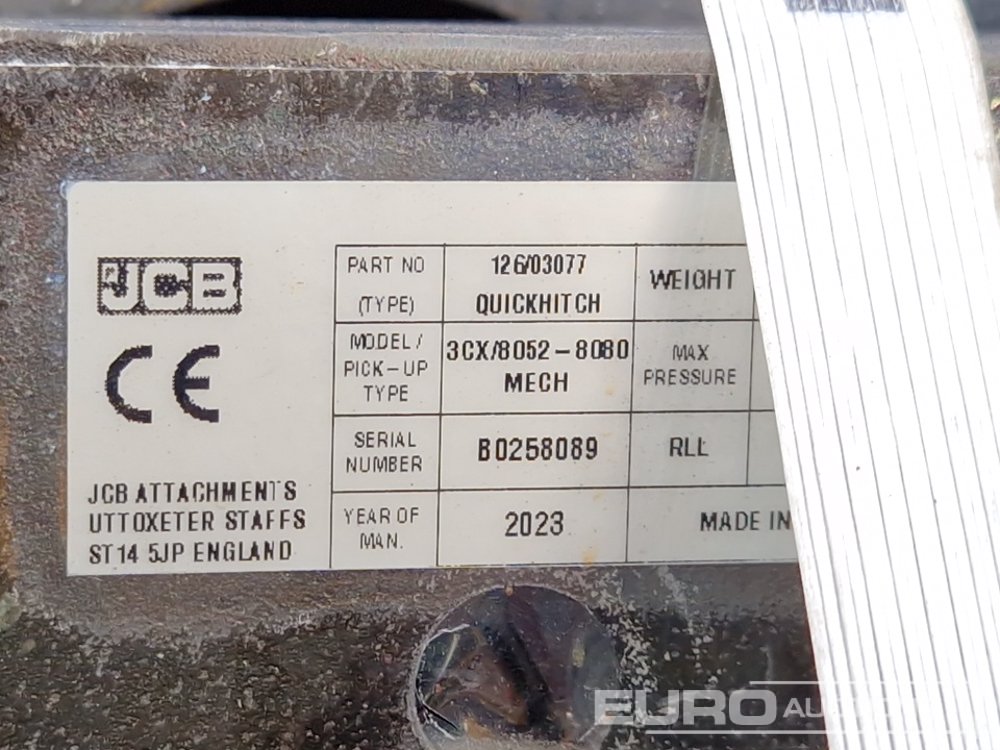 JCB
CE
JCB ATTACHMENTS
UTTOXETER STAFFS
ST14 5JP ENGLAND
PART NO
(TYPE)
126/03077
QUICKHITCH
WEIGHT
MODEL /
PICK-UP
TYPE
3CX/8052-8080
MECH
MAX
PRESSURE
SERIAL
NUMBER
B0258089
RLL
YEAR OF
MAN.
2023
MADE IN
EURO